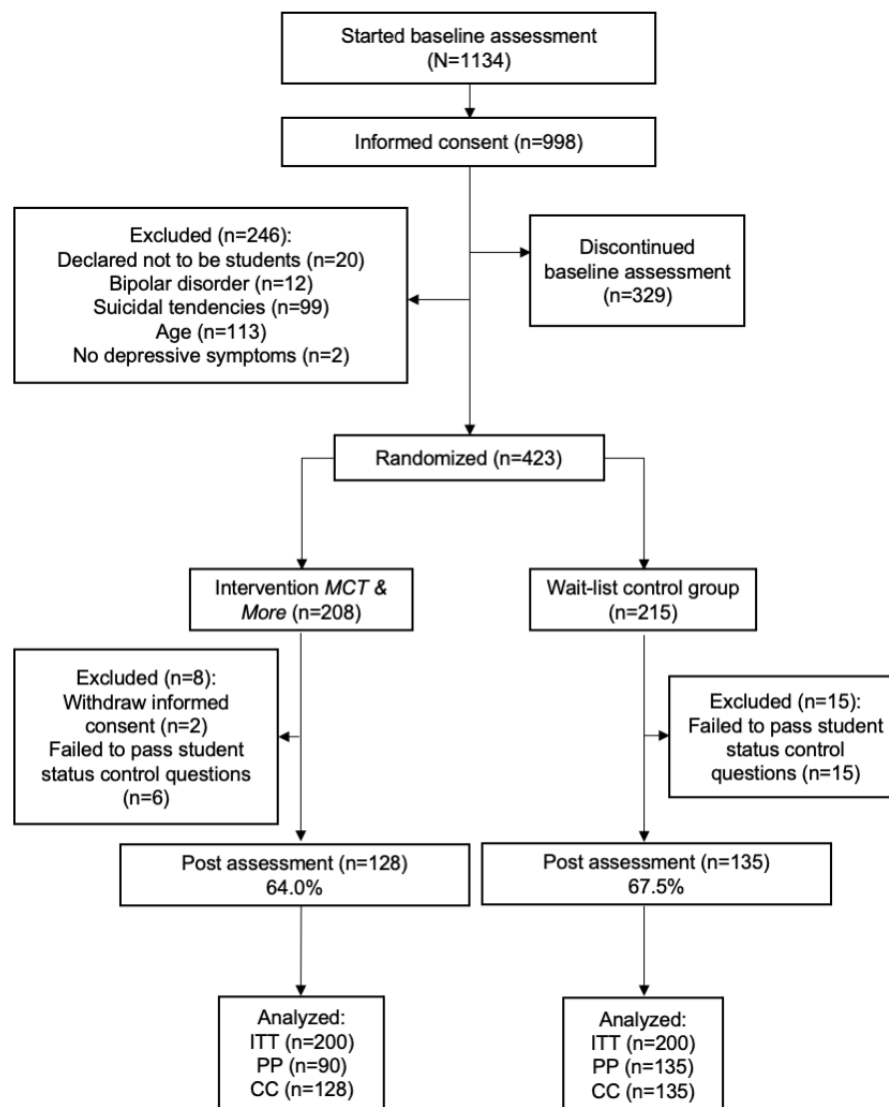 Started baseline assessment
(N=1134)
Informed consent (n=998)
Excluded (n=246):
Declared not to be students (n=20)
Bipolar disorder (n=12)
Suicidal tendencies (n=99)
Age (n=113)
No depressive symptoms (n=2)
Discontinued
baseline assessment
(n=329)
Randomized (n=423)
Intervention MCT &
More (n=208)
Wait-list control group
(n=215)
Excluded (n=8):
Withdraw informed
consent (n=2)
Failed to pass student
status control questions
(n=6)
Excluded (n=15):
Failed to pass student
status control
questions (n=15)
Post assessment (n=128)
64.0%
Post assessment (n=135)
67.5%
Analyzed:
ITT (n=200)
PP (n=90)
CC (n=128)
Analyzed:
ITT (n=200)
PP (n=135)
CC (n=135)